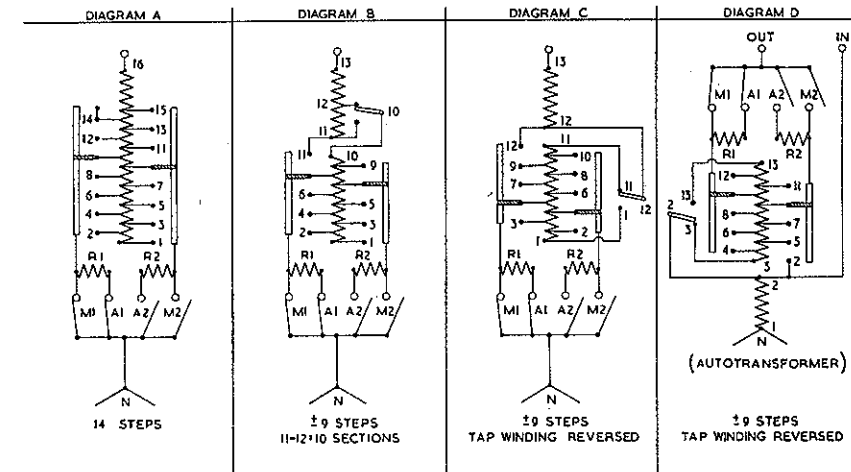 DIAGRAM A
16
15
14
13
12
11
8
7
6
5
4
3
2
1
R1
R2
M1
A1
A2
M2
N
14 STEPS
DIAGRAM B
13
12
10
11
11
10
9
6
5
4
3
2
1
R1
R2
M1
A1
A2
M2
N
±9 STEPS
11-12+10 SECTIONS
DIAGRAM C
13
12
12
11
10
9
8
7
6
11
1
12
3
2
1
R1
R2
M1
A1
A2
M2
N
±9 STEPS
TAP WINDING REVERSED
DIAGRAM D
OUT
IN
M1
A1
A2
M2
R1
R2
13
12
11
13
2
8
7
3
6
5
4
3
2
2
1
N
(AUTOTRANSFORMER)
±9 STEPS
TAP WINDING REVERSED